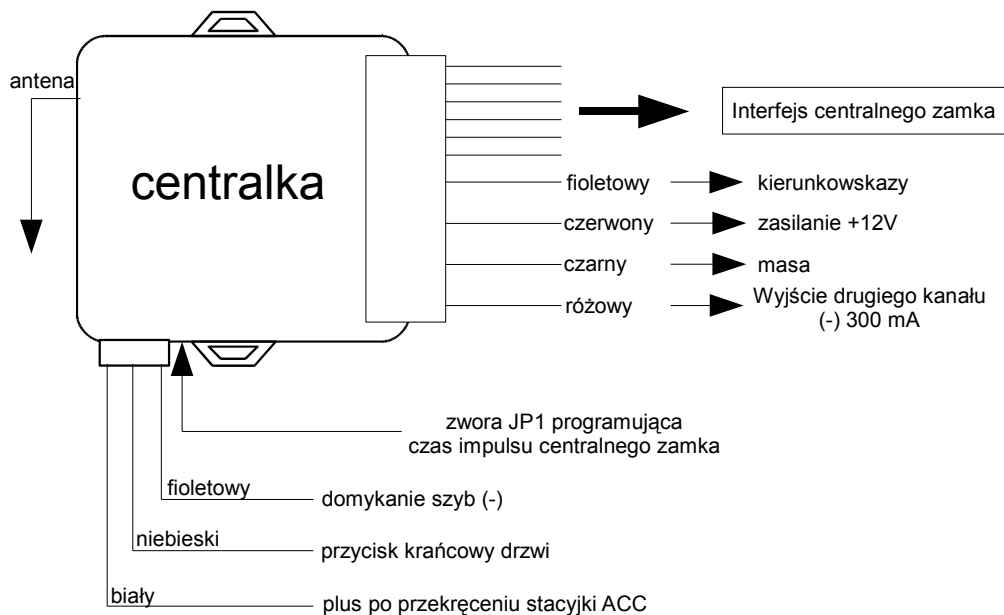 antena
centralka
Interfejs centralnego zamka
fioletowy kierunkowskazy
czerwony zasilanie +12V
czarny masa
różowy Wyjście drugiego kanału
(-) 300 mA
zwora JP1 programująca
czas impulsu centralnego zamka
fioletowy domykanie szyb (-)
niebieski przycisk krańcowy drzwi
biały plus po przekręceniu stacyjki ACC